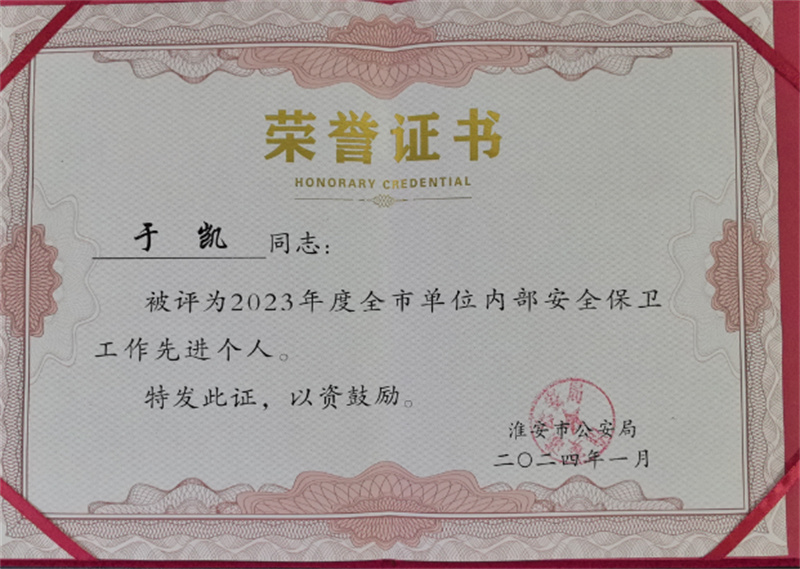 荣誉证书
HONORARY CREDENTIAL
于 凯 同志：
被评为2023年度全市单位内部安全保卫
工作先进个人。
特发此证，以资鼓励。
淮安市公安局
二〇二四年一月